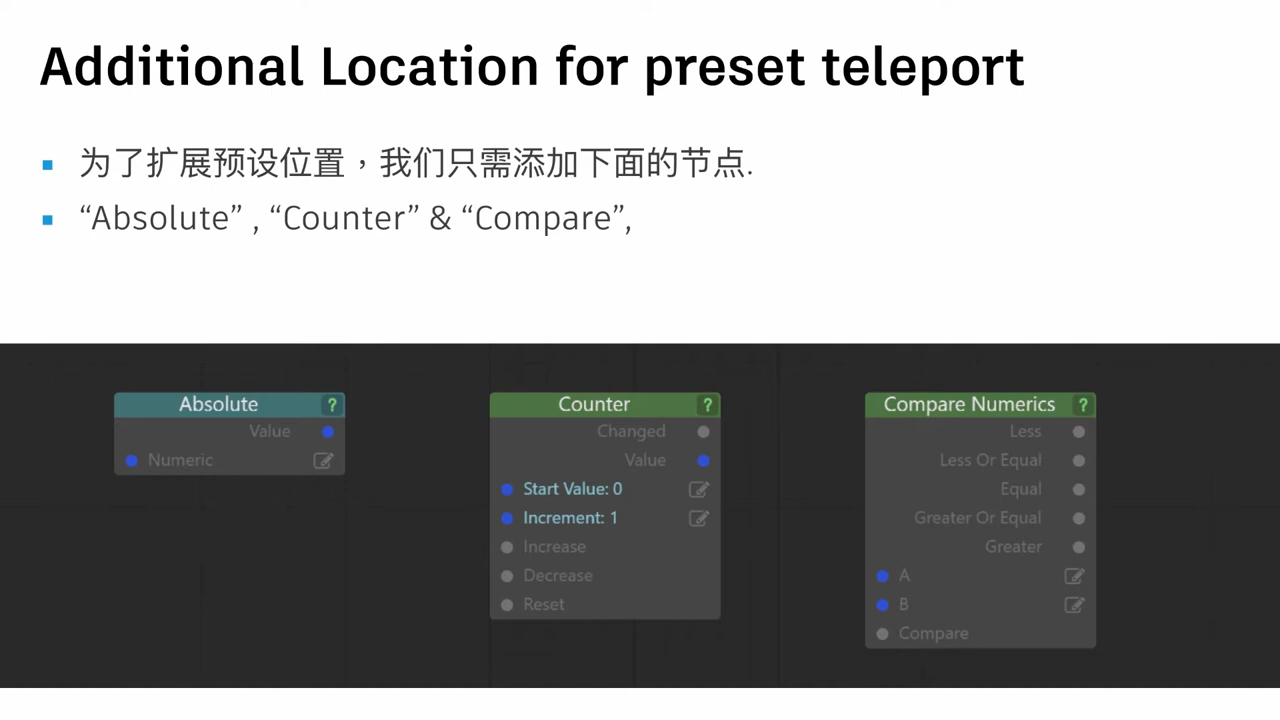 Additional Location for preset teleport
为了扩展预设位置，我们只需添加下面的节点.
“Absolute” , “Counter” & “Compare”,
Absolute ?
Value
Numeric
Counter ?
Changed
Value
Start Value: 0
Increment: 1
Increase
Decrease
Reset
Compare Numerics ?
Less
Less Or Equal
Equal
Greater Or Equal
Greater
A
B
Compare